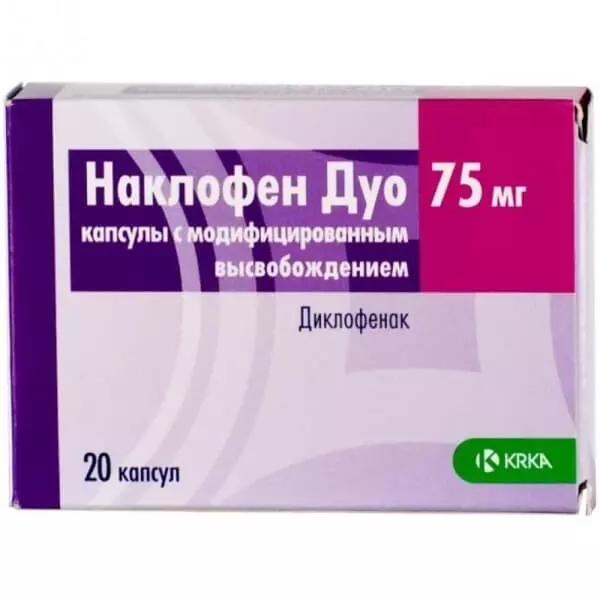 Наклофен Дуо 75 мг
капсулы с модифицированным
высвобождением
Диклофенак
20 капсул
KRKA